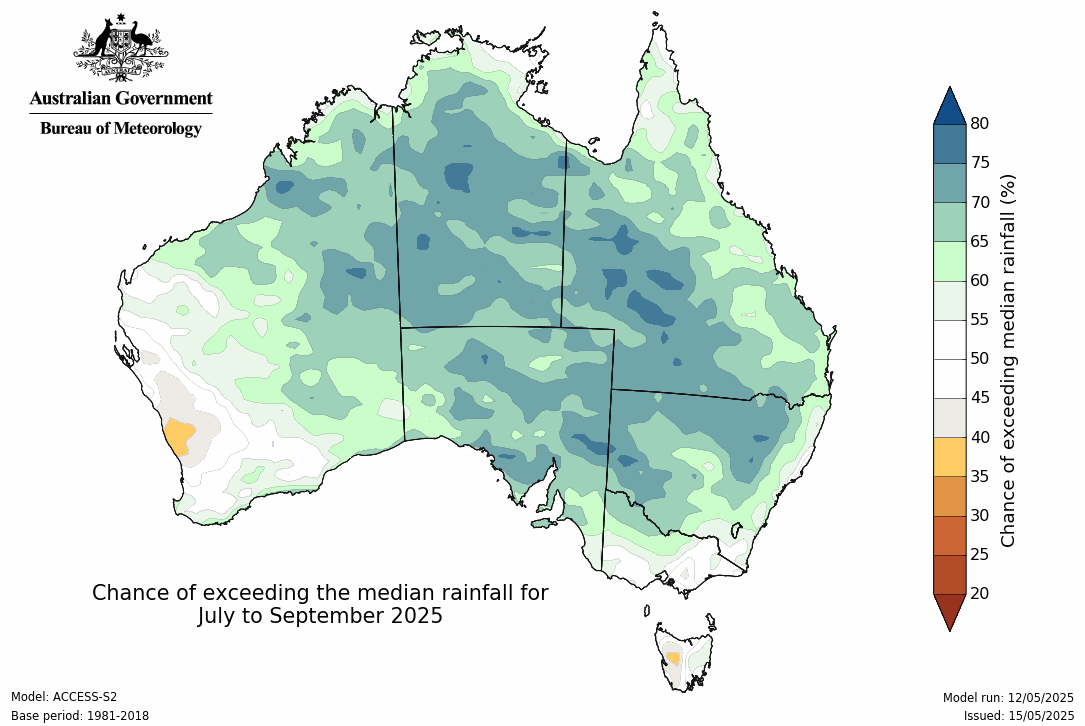 Australian Government
Bureau of Meteorology
80
75
70
65
60
55
50
45
40
35
30
25
20
Chance of exceeding median rainfall (%)
Chance of exceeding the median rainfall for
July to September 2025
Model: ACCESS-S2
Base period: 1981-2018
Model run: 12/05/2025
Issued: 15/05/2025